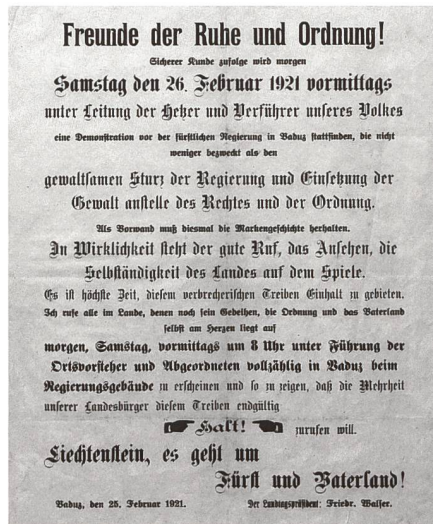 Freunde der Ruhe und Ordnung!
Sicherer Kunde zufolge wird morgen
Samstag den 26. Februar 1921 vormittags
unter Leitung der Hetzer und Verführer unseres Volkes
eine Demonstration vor der fürstlichen Regierung in Vaduz stattfinden, die nicht
weniger bezweckt als den
gewaltsamen Sturz der Regierung und Einsetzung der
Gewalt anstelle des Rechtes und der Ordnung.
Als Vorwand muß diesmal die Markengeschichte herhalten.
In Wirklichkeit steht der gute Ruf, das Ansehen, die
Selbständigkeit des Landes auf dem Spiele.
Es ist höchste Zeit, diesem verbrecherischen Treiben Einhalt zu gebieten.
Ich rufe alle im Lande, denen noch sein Gedeihen, die Ordnung und das Vaterland
selbst am Herzen liegt auf
morgen, Samstag, vormittags um 8 Uhr unter Führung der
Ortsvorsteher und Abgeordneten vollzählig in Vaduz beim
Regierungsgebäude zu erscheinen und so zu zeigen, daß die Mehrheit
unserer Landesbürger diesem Treiben endgültig
Halt! zurufen will.
Liechtenstein, es geht um
Fürst und Vaterland!
Vaduz, den 25. Februar 1921. Der Landtagspräsident: Friedr. Walser.